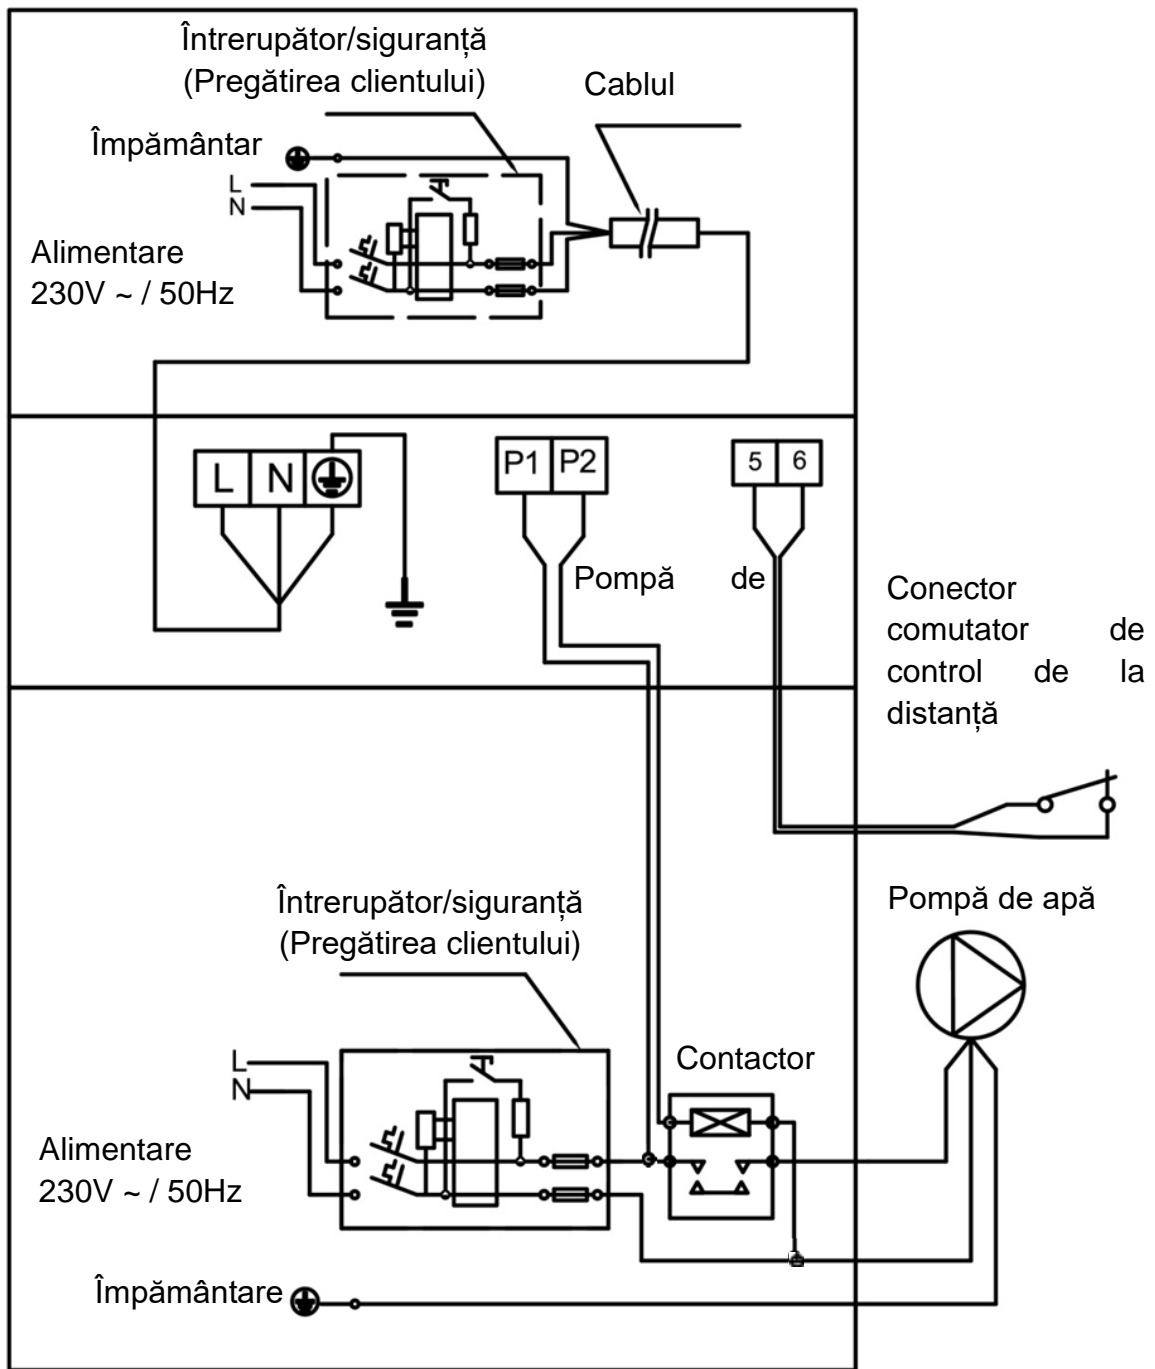 Întrerupător/siguranță
(Pregătirea clientului)
Cablul
Împământar
L
N
Alimentare
230V ~ / 50Hz
L N
P1 P2
5 6
Pompă de
Conector
comutator de
control de la
distanță
Întrerupător/siguranță
(Pregătirea clientului)
Pompă de apă
Contactor
L
N
Alimentare
230V ~ / 50Hz
Împământare